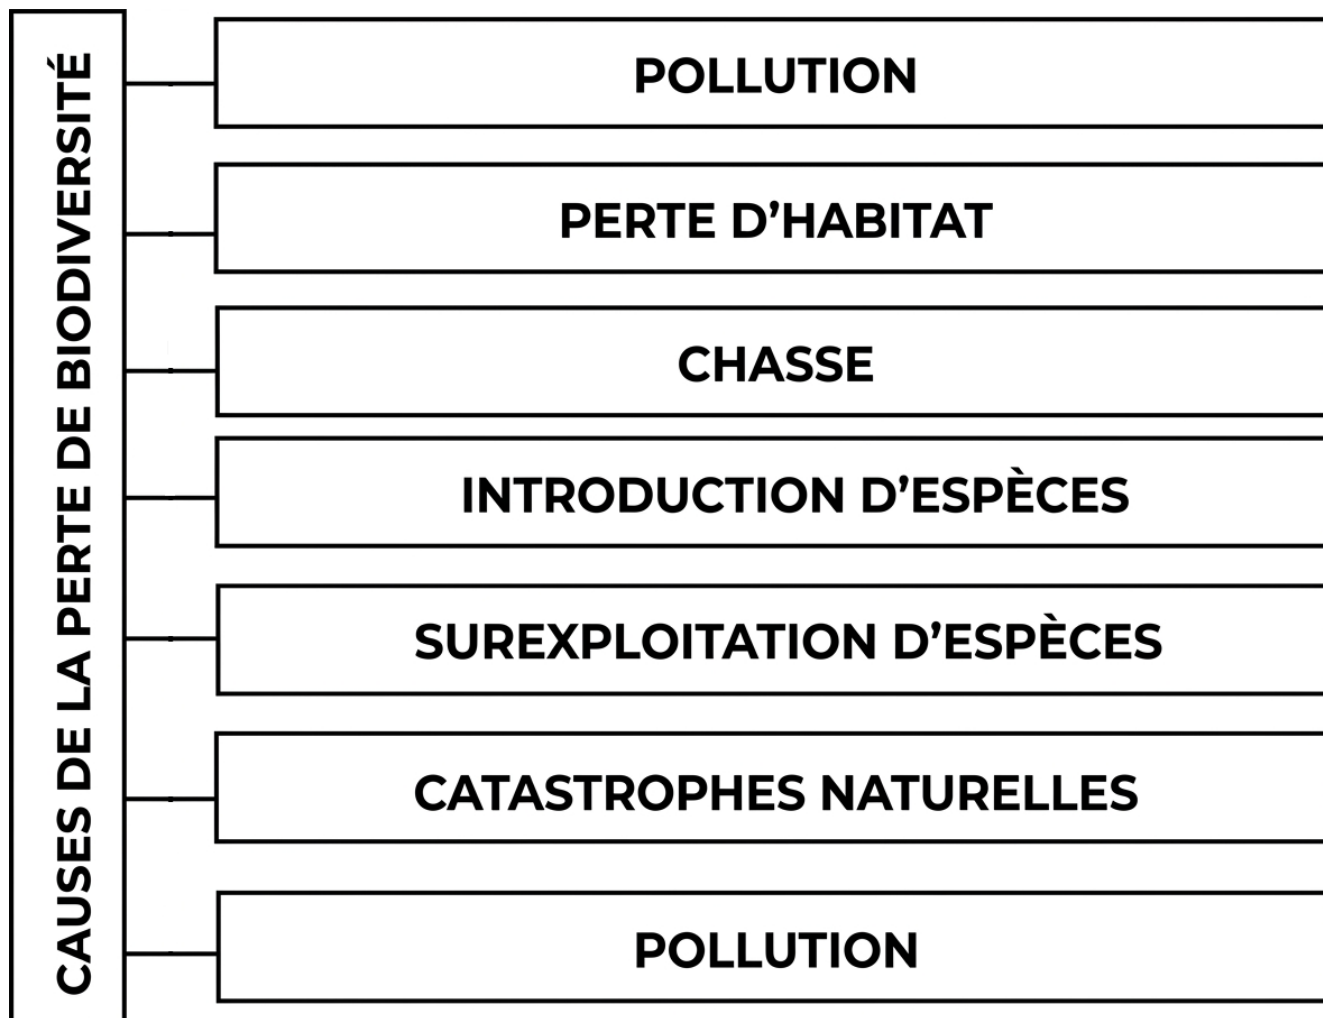 CAUSES DE LA PERTE DE BIODIVERSITÉ
POLLUTION
PERTE D’HABITAT
CHASSE
INTRODUCTION D’ESPÈCES
SUREXPLOITATION D’ESPÈCES
CATASTROPHES NATURELLES
POLLUTION